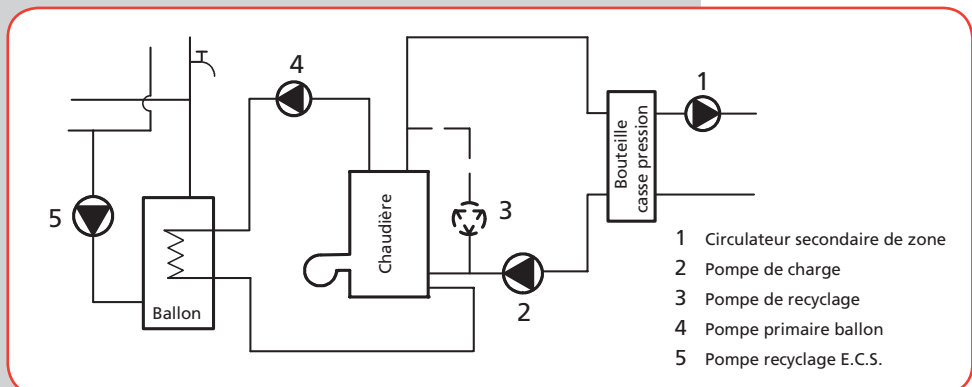 4
1
Bouteille
casse pression
5
Chaudière
3
Ballon
2
1 Circulateur secondaire de zone
2 Pompe de charge
3 Pompe de recyclage
4 Pompe primaire ballon
5 Pompe recyclage E.C.S.